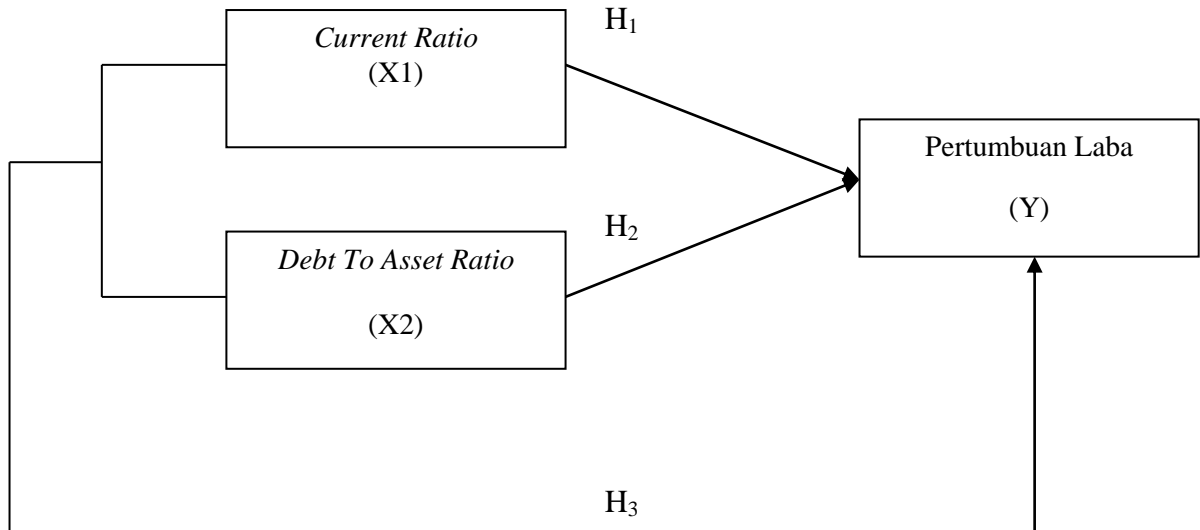 H₁
Current Ratio
(X1)
Pertumbuan Laba
(Y)
H₂
Debt To Asset Ratio
(X2)
H₃